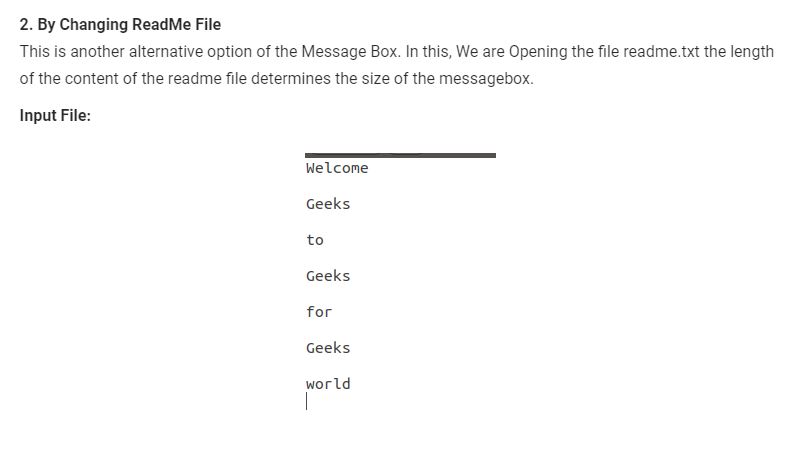 2. By Changing ReadMe File
This is another alternative option of the Message Box. In this, We are Opening the file readme.txt the length
of the content of the readme file determines the size of the messagebox.
Input File:
Welcome
Geeks
to
Geeks
for
Geeks
world